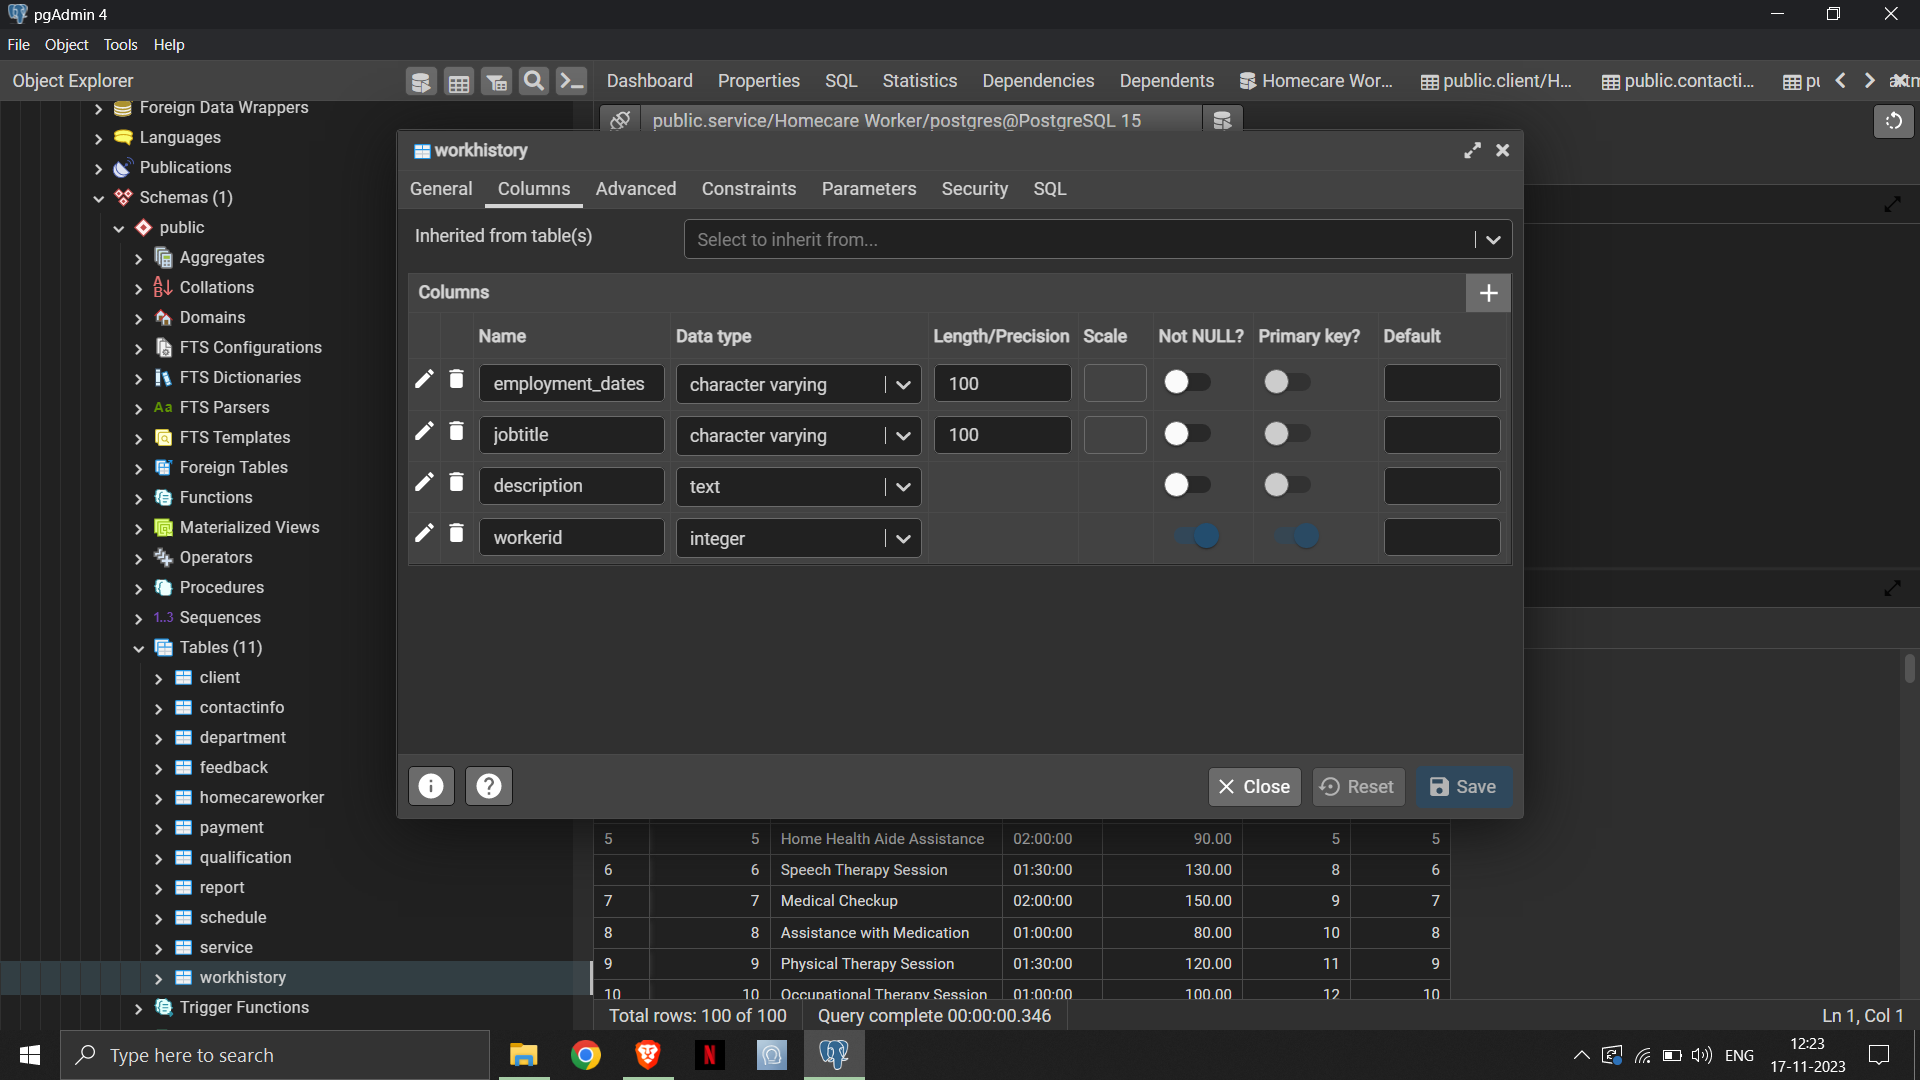 pgAdmin 4
File Object Tools Help
Object Explorer
Dashboard Properties SQL Statistics Dependencies Dependents Homecare Wor... public.client/H... public.contacti... pu
public.service/Homecare Worker/postgres@PostgreSQL 15
Foreign Data Wrappers
Languages
Publications
Schemas (1)
public
Aggregates
Collations
Domains
FTS Configurations
FTS Dictionaries
Aa FTS Parsers
FTS Templates
Foreign Tables
Functions
Materialized Views
Operators
Procedures
1..3 Sequences
Tables (11)
client
contactinfo
department
feedback
homecareworker
payment
qualification
report
schedule
service
workhistory
Trigger Functions
workhistory
General Columns Advanced Constraints Parameters Security SQL
Inherited from table(s) Select to inherit from...
Columns
Name Data type Length/Precision Scale Not NULL? Primary key? Default
employment_dates character varying 100
jobtitle character varying 100
description text
workerid integer
Close Reset Save
5 5 Home Health Aide Assistance 02:00:00 90.00 5 5
6 6 Speech Therapy Session 01:30:00 130.00 8 6
7 7 Medical Checkup 02:00:00 150.00 9 7
8 8 Assistance with Medication 01:00:00 80.00 10 8
9 9 Physical Therapy Session 01:30:00 120.00 11 9
10 10 Occupational Therapy Session 01:00:00 100.00 12 10
Total rows: 100 of 100 Query complete 00:00:00.346 Ln 1, Col 1
Type here to search
N
ENG
12:23
17-11-2023